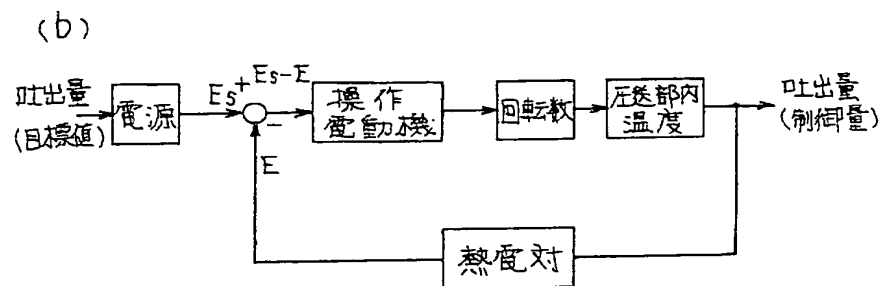 (b)
吐出量
(目標値)
電源
Es
+
Es-E
-
E
操作
電動機
回転数
圧送部内
温度
吐出量
(制御量)
熱電対